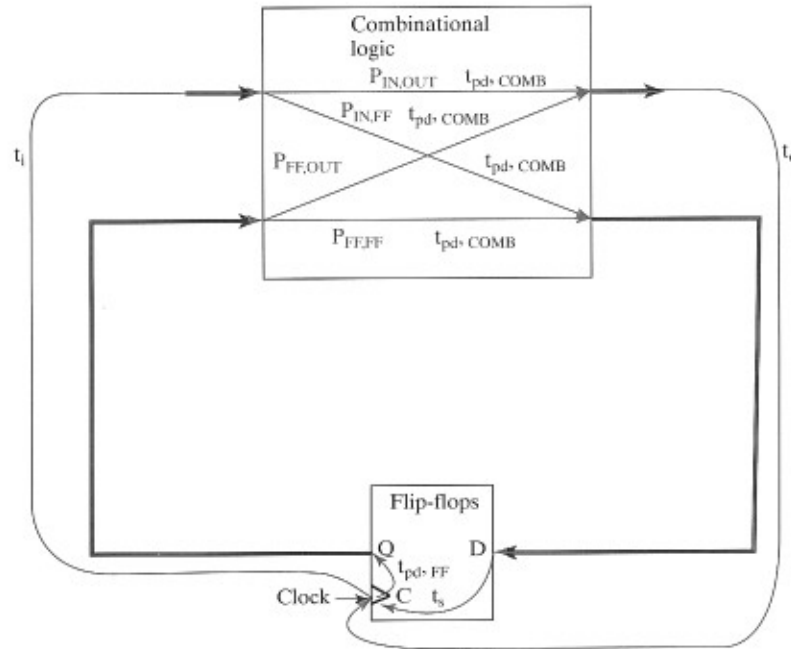 Combinational
logic
P_IN,OUT t_pd, COMB
P_IN,FF t_pd, COMB
t_i
P_FF,OUT t_pd, COMB
P_FF,FF t_pd, COMB
Flip-flops
Q D
t_pd, FF
Clock C t_s